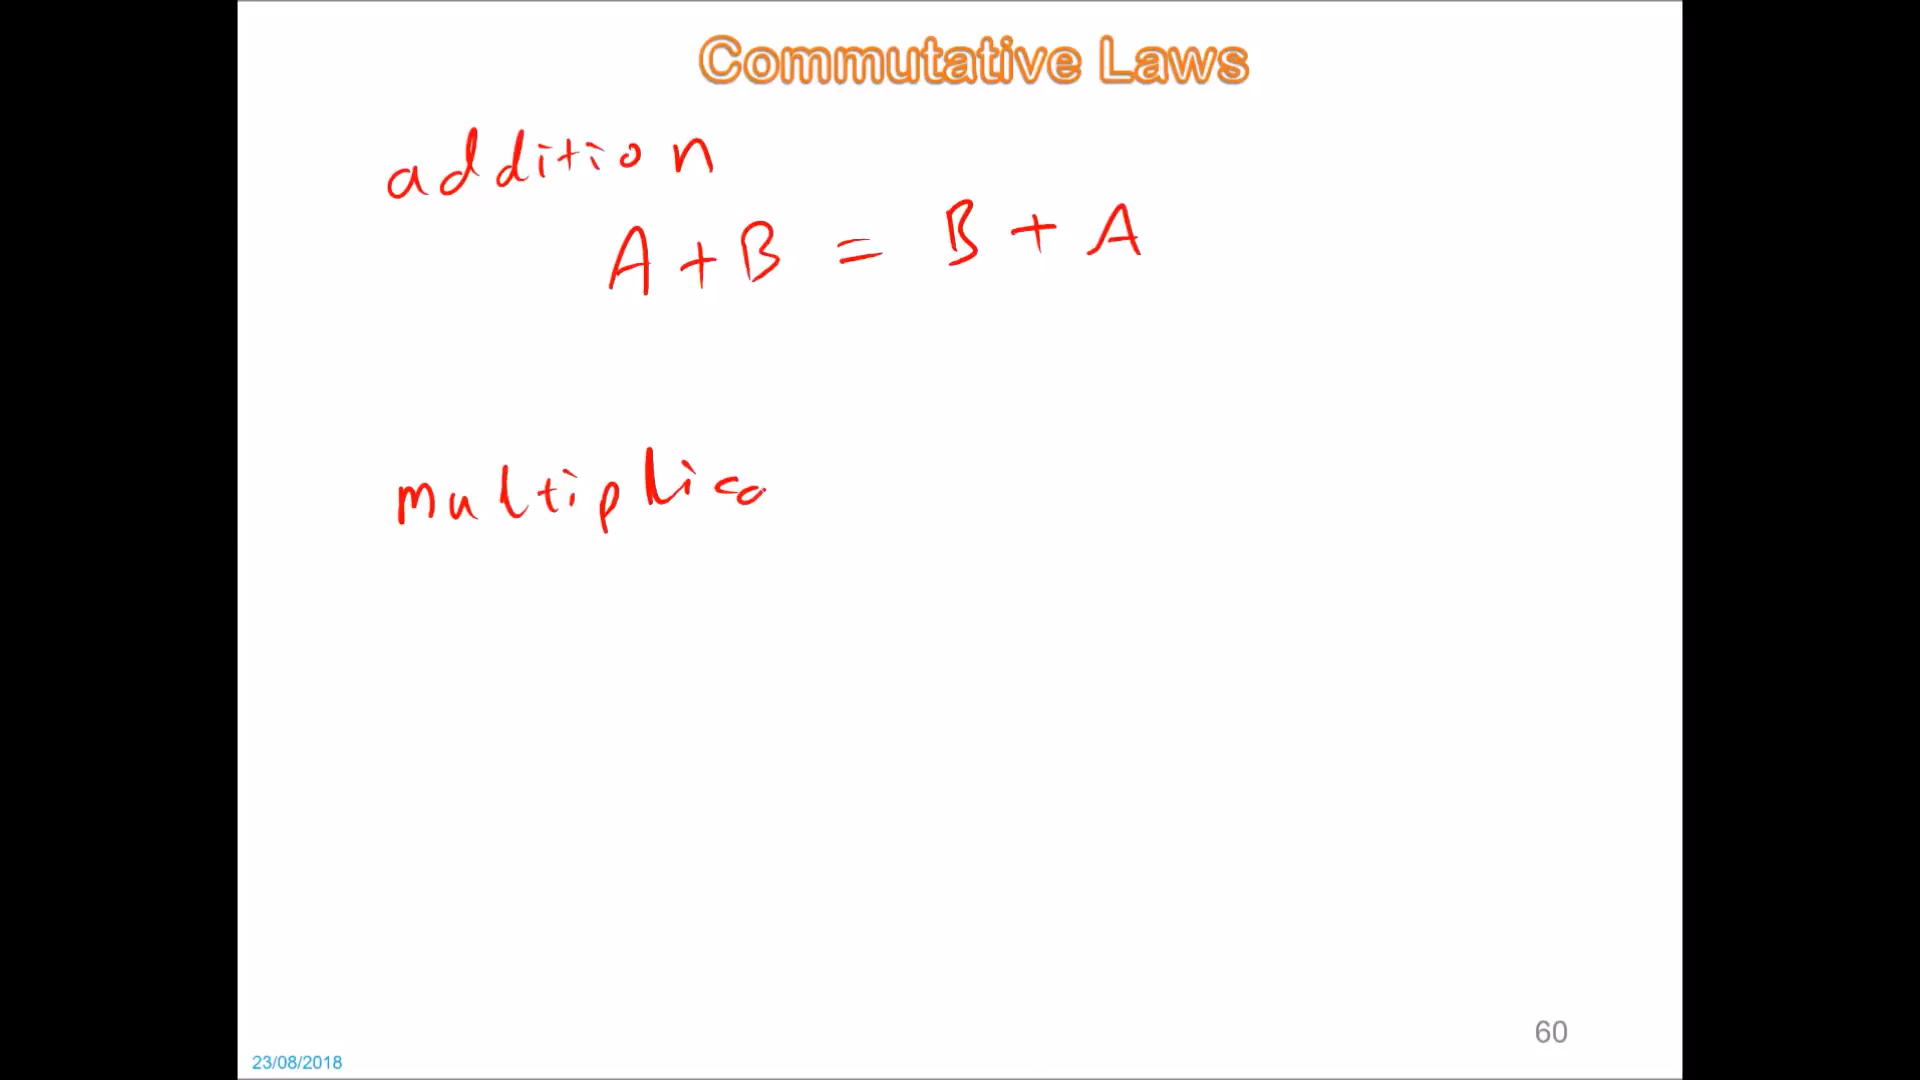 Commutative Laws
addition
A + B = B + A
multiplica
60
23/08/2018